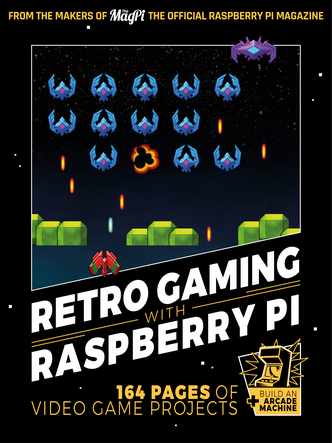 FROM THE MAKERS OF The MagPi THE OFFICIAL RASPBERRY PI MAGAZINE
RETRO GAMING
WITH
RASPBERRY PI
164 PAGES OF
VIDEO GAME PROJECTS
+ BUILD AN
ARCADE
MACHINE